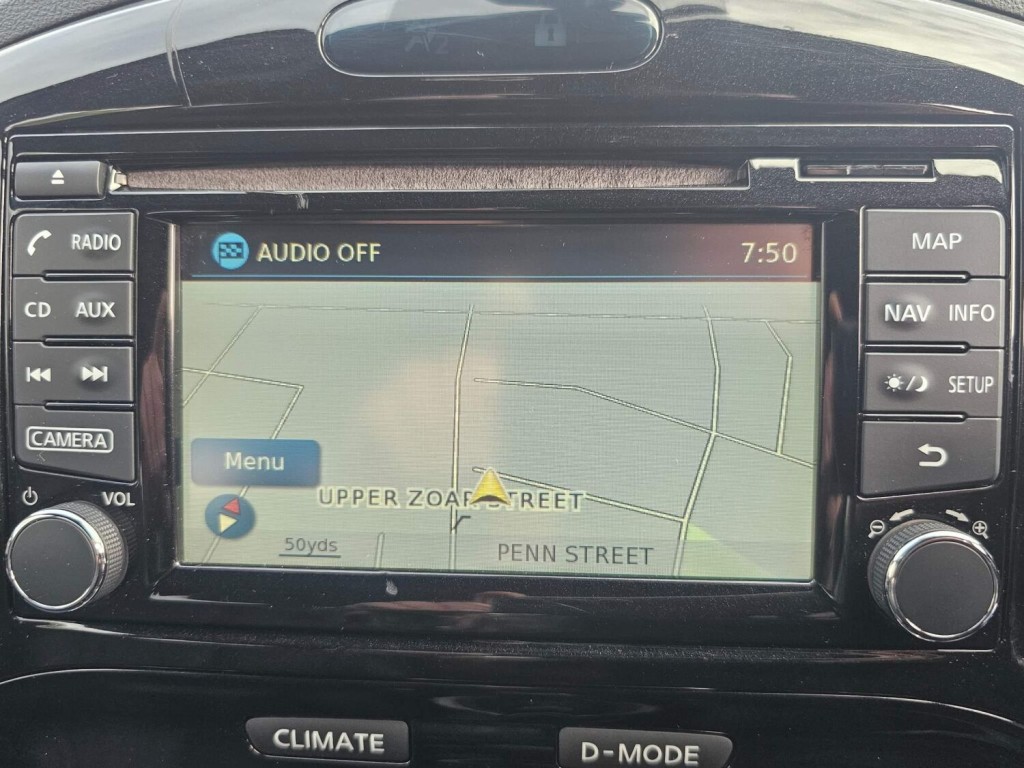 2
RADIO
CD AUX
CAMERA
VOL
AUDIO OFF 7:50
Menu
UPPER ZOAR STREET
50yds
PENN STREET
MAP
NAV INFO
SETUP
CLIMATE
D-MODE